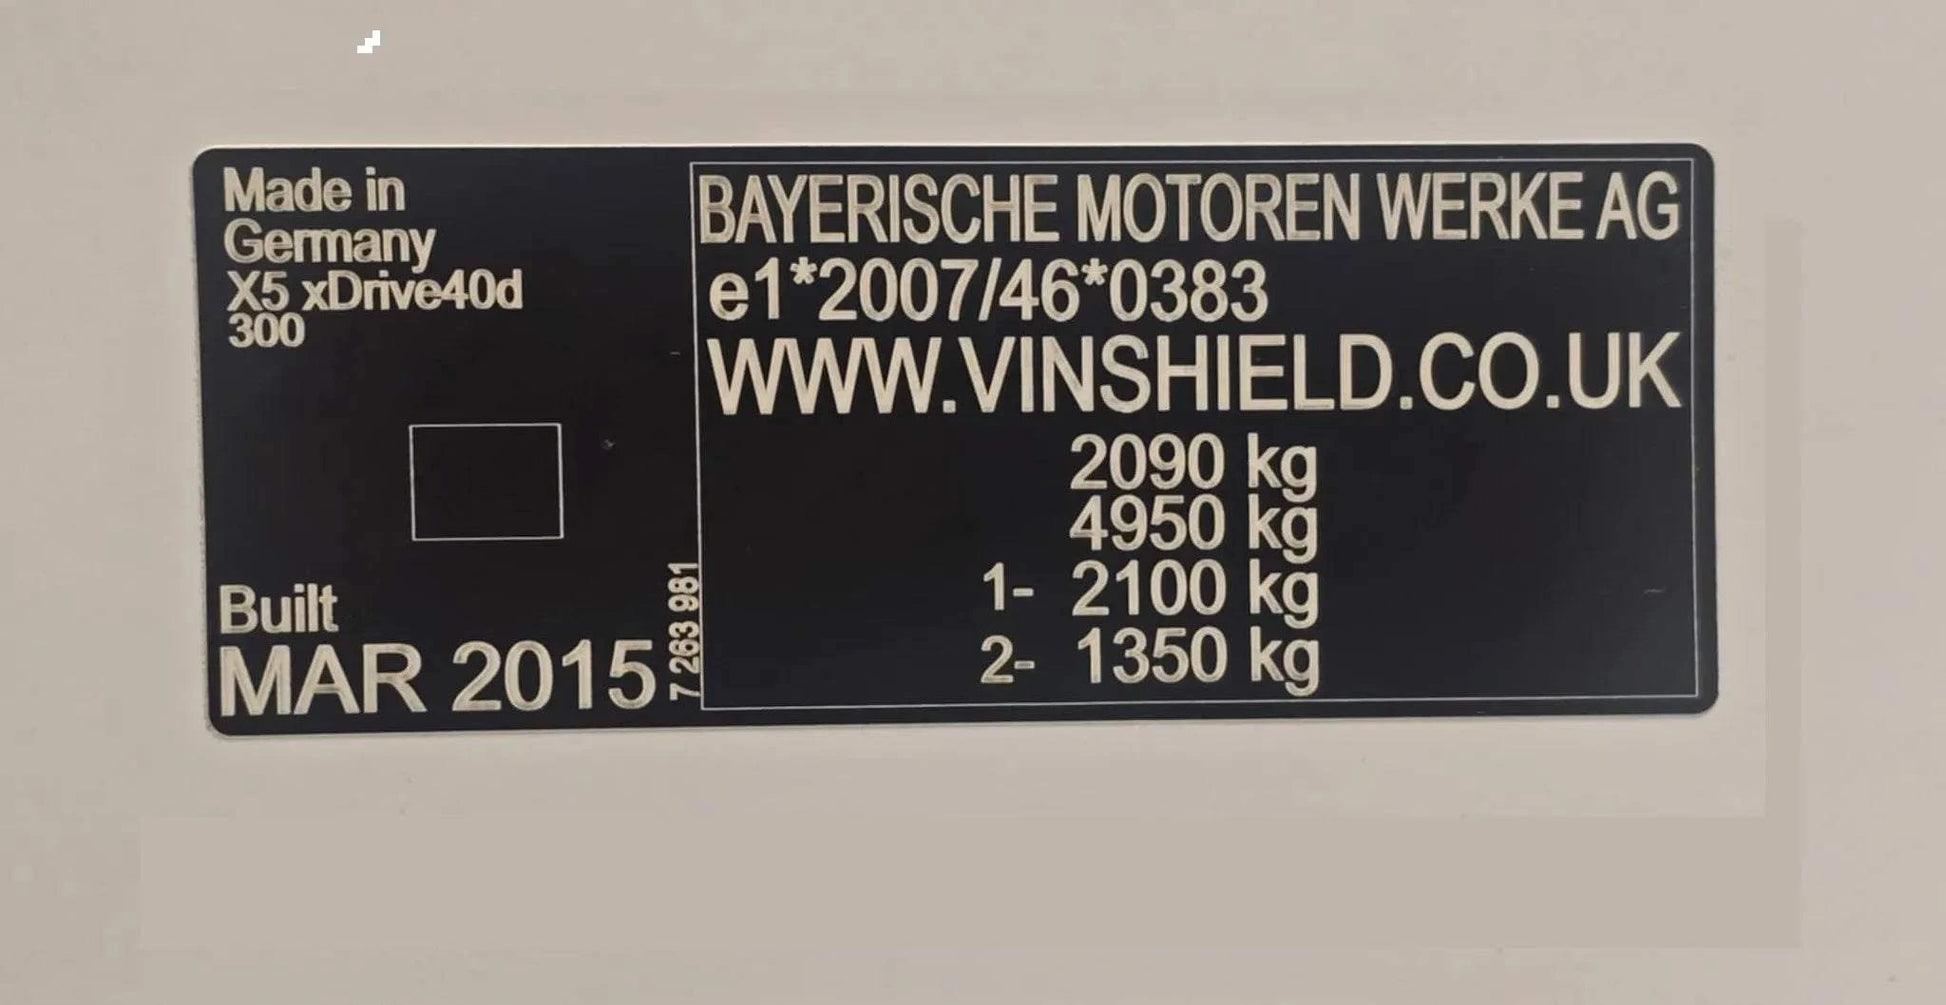 Made in
Germany
X5 xDrive40d
300
Built
MAR 2015
7 263 981
BAYERISCHE MOTOREN WERKE AG
e1*2007/46*0383
WWW.VINSHIELD.CO.UK
2090 kg
4950 kg
1- 2100 kg
2- 1350 kg